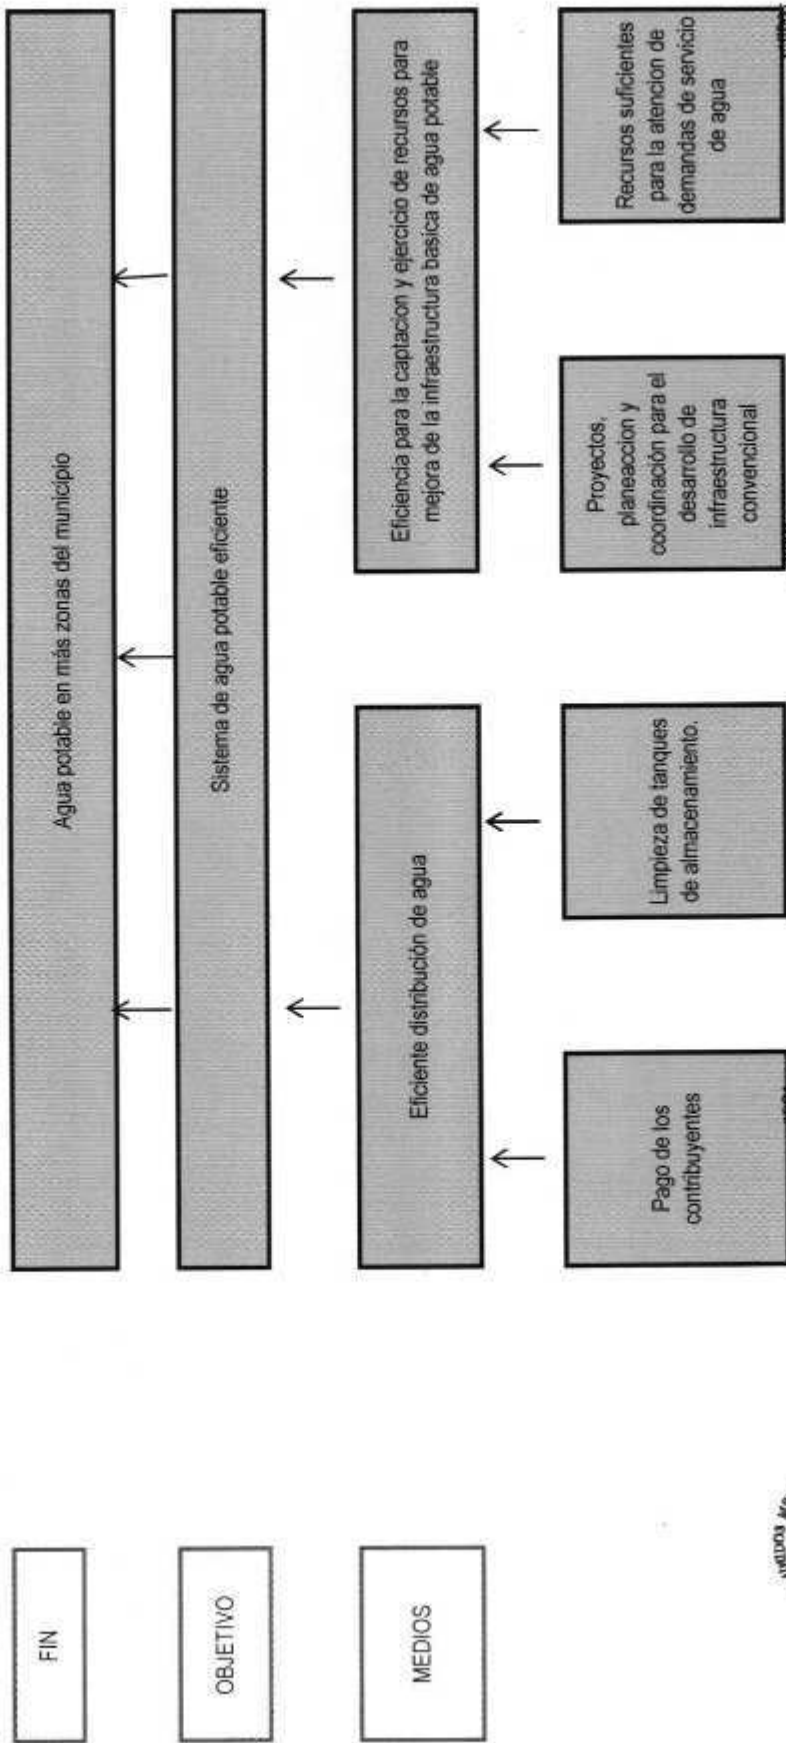 FIN
Agua potable en más zonas del municipio
OBJETIVO
Sistema de agua potable eficiente
MEDIOS
Eficiente distribución de agua
Eficiencia para la captacion y ejercicio de recursos para
mejora de la infraestructura basica de agua potable
Pago de los
contribuyentes
Limpieza de tanques
de almacenamiento.
Proyectos,
planeaccion y
coordinación para el
desarrollo de
infraestructura
convencional
Recursos suficientes
para la atencion de
demandas de servicio
de agua